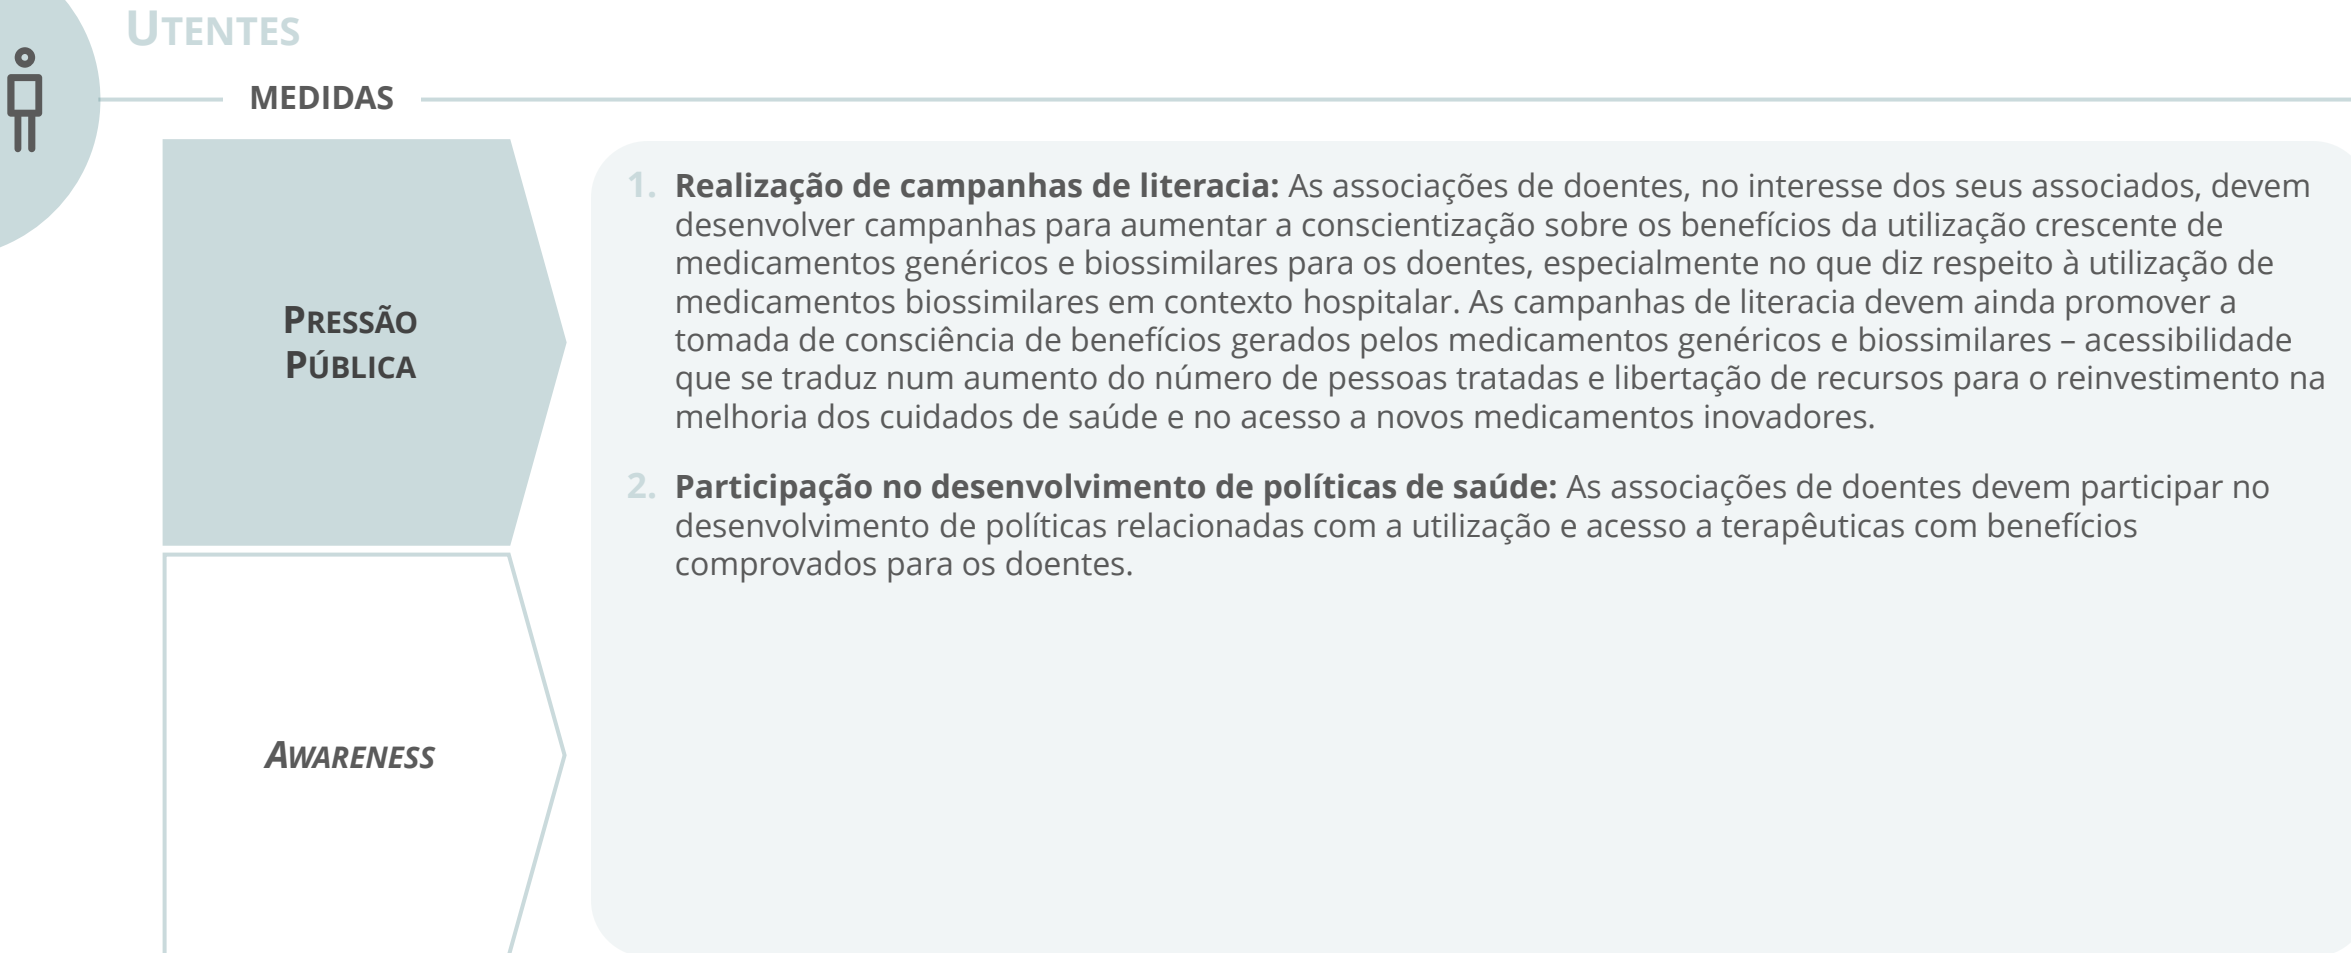 UTENTES
MEDIDAS
PRESSÃO
PÚBLICA
1. Realização de campanhas de literacia: As associações de doentes, no interesse dos seus associados, devem
desenvolver campanhas para aumentar a conscientização sobre os benefícios da utilização crescente de
medicamentos genéricos e biossimilares para os doentes, especialmente no que diz respeito à utilização de
medicamentos biossimilares em contexto hospitalar. As campanhas de literacia devem ainda promover a
tomada de consciência de benefícios gerados pelos medicamentos genéricos e biossimilares – acessibilidade
que se traduz num aumento do número de pessoas tratadas e libertação de recursos para o reinvestimento na
melhoria dos cuidados de saúde e no acesso a novos medicamentos inovadores.
2. Participação no desenvolvimento de políticas de saúde: As associações de doentes devem participar no
desenvolvimento de políticas relacionadas com a utilização e acesso a terapêuticas com benefícios
comprovados para os doentes.
AWARENESS